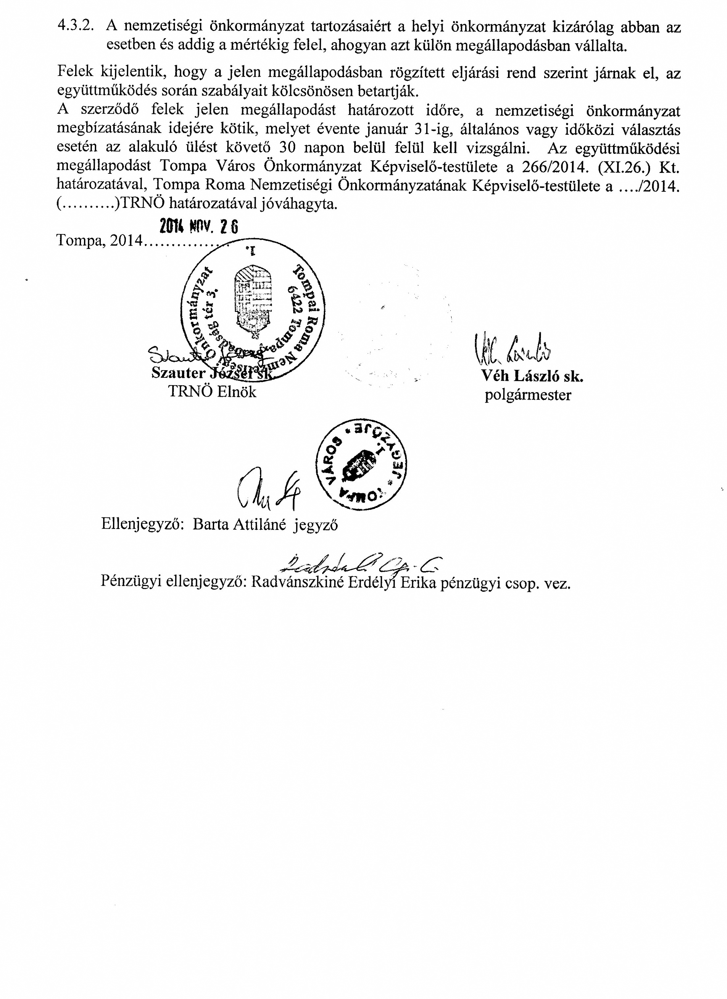 4.3.2. A nemzetiségi önkormányzat tartozásaiért a helyi önkormányzat kizárólag abban az
esetben és addig a mértékig felel, ahogyan azt külön megállapodásban vállalta.
Felek kijelentik, hogy a jelen megállapodásban rögzített eljárási rend szerint járnak el, az
együttműködés során szabályait kölcsönösen betartják.
A szerződő felek jelen megállapodást határozott időre, a nemzetiségi önkormányzat
megbízatásának idejére kötik, melyet évente január 31-ig, általános vagy időközi választás
esetén az alakuló ülést követő 30 napon belül felül kell vizsgálni. Az együttműködési
megállapodást Tompa Város Önkormányzat Képviselő-testülete a 266/2014. (XI.26.) Kt.
határozatával, Tompa Roma Nemzetiségi Önkormányzatának Képviselő-testülete a ..../2014.
(..........)TRNÖ határozatával jóváhagyta.
2014 NOV. 26
Tompa, 2014................
Tompai Roma Nemzetiségi Önkormányzat
6422 Tompa, Szabadság tér 3.
1.
Szauter József sk.
TRNÖ Elnök
Véh László
Véh László sk.
polgármester
TOMPA VÁROS * JEGYZŐJE *
1.
Ellenjegyző: Barta Attiláné jegyző
Pénzügyi ellenjegyző: Radvánszkiné Erdélyi Erika pénzügyi csop. vez.